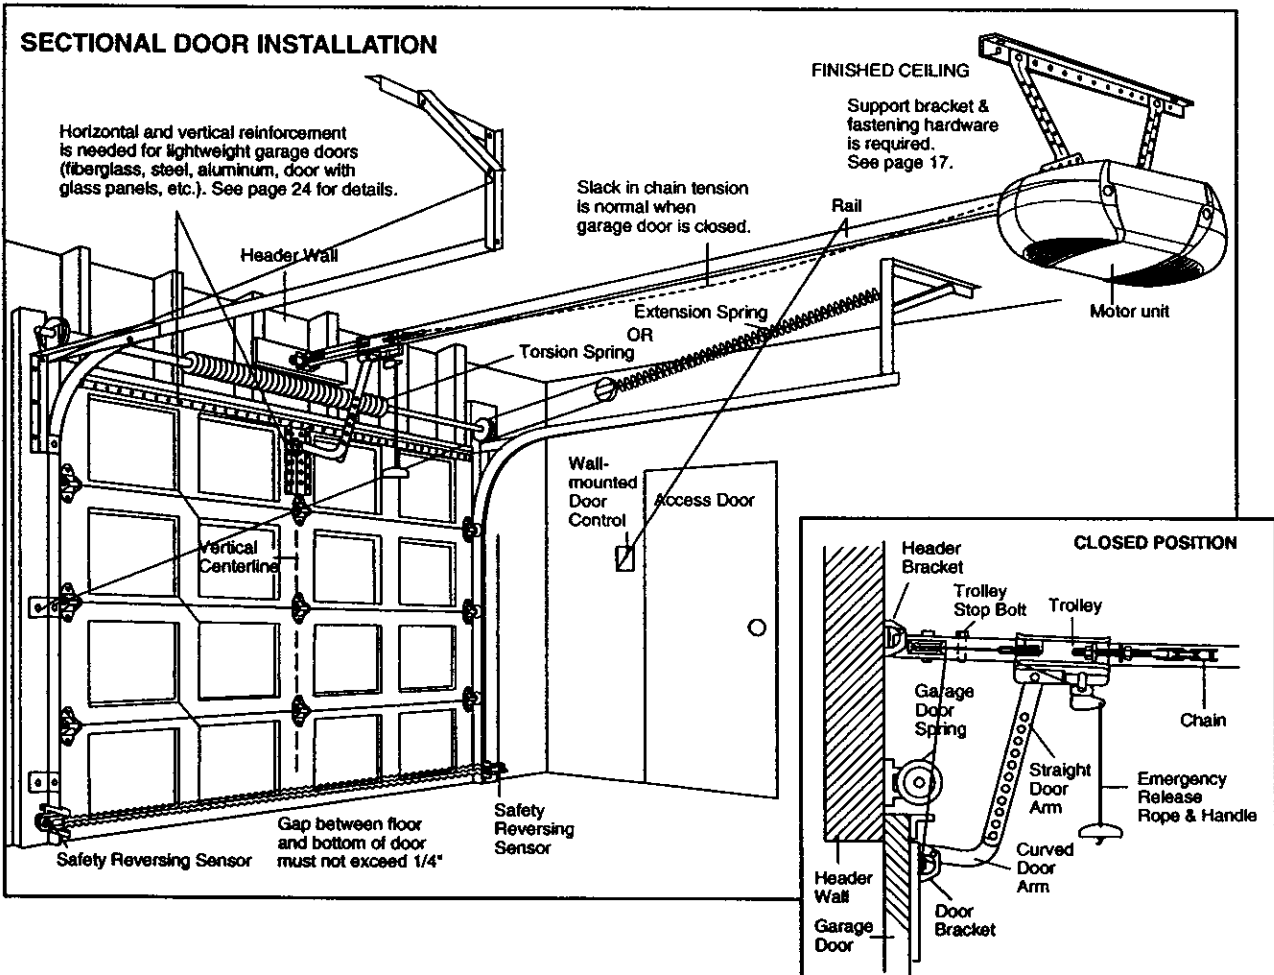 SECTIONAL DOOR INSTALLATION
Horizontal and vertical reinforcement
is needed for lightweight garage doors
(fiberglass, steel, aluminum, door with
glass panels, etc.). See page 24 for details.
FINISHED CEILING
Support bracket &
fastening hardware
is required.
See page 17.
Slack in chain tension
is normal when
garage door is closed.
Rail
Header Wall
Motor unit
Extension Spring
OR
Torsion Spring
Wall-
mounted
Door
Control
Access Door
Vertical
Centerline
Safety
Reversing
Sensor
Gap between floor
and bottom of door
must not exceed 1/4"
Safety Reversing Sensor
CLOSED POSITION
Header
Bracket
Trolley
Stop Bolt
Trolley
Garage
Door
Spring
Chain
Straight
Door
Arm
Emergency
Release
Rope & Handle
Curved
Door
Arm
Header
Wall
Door
Bracket
Garage
Door